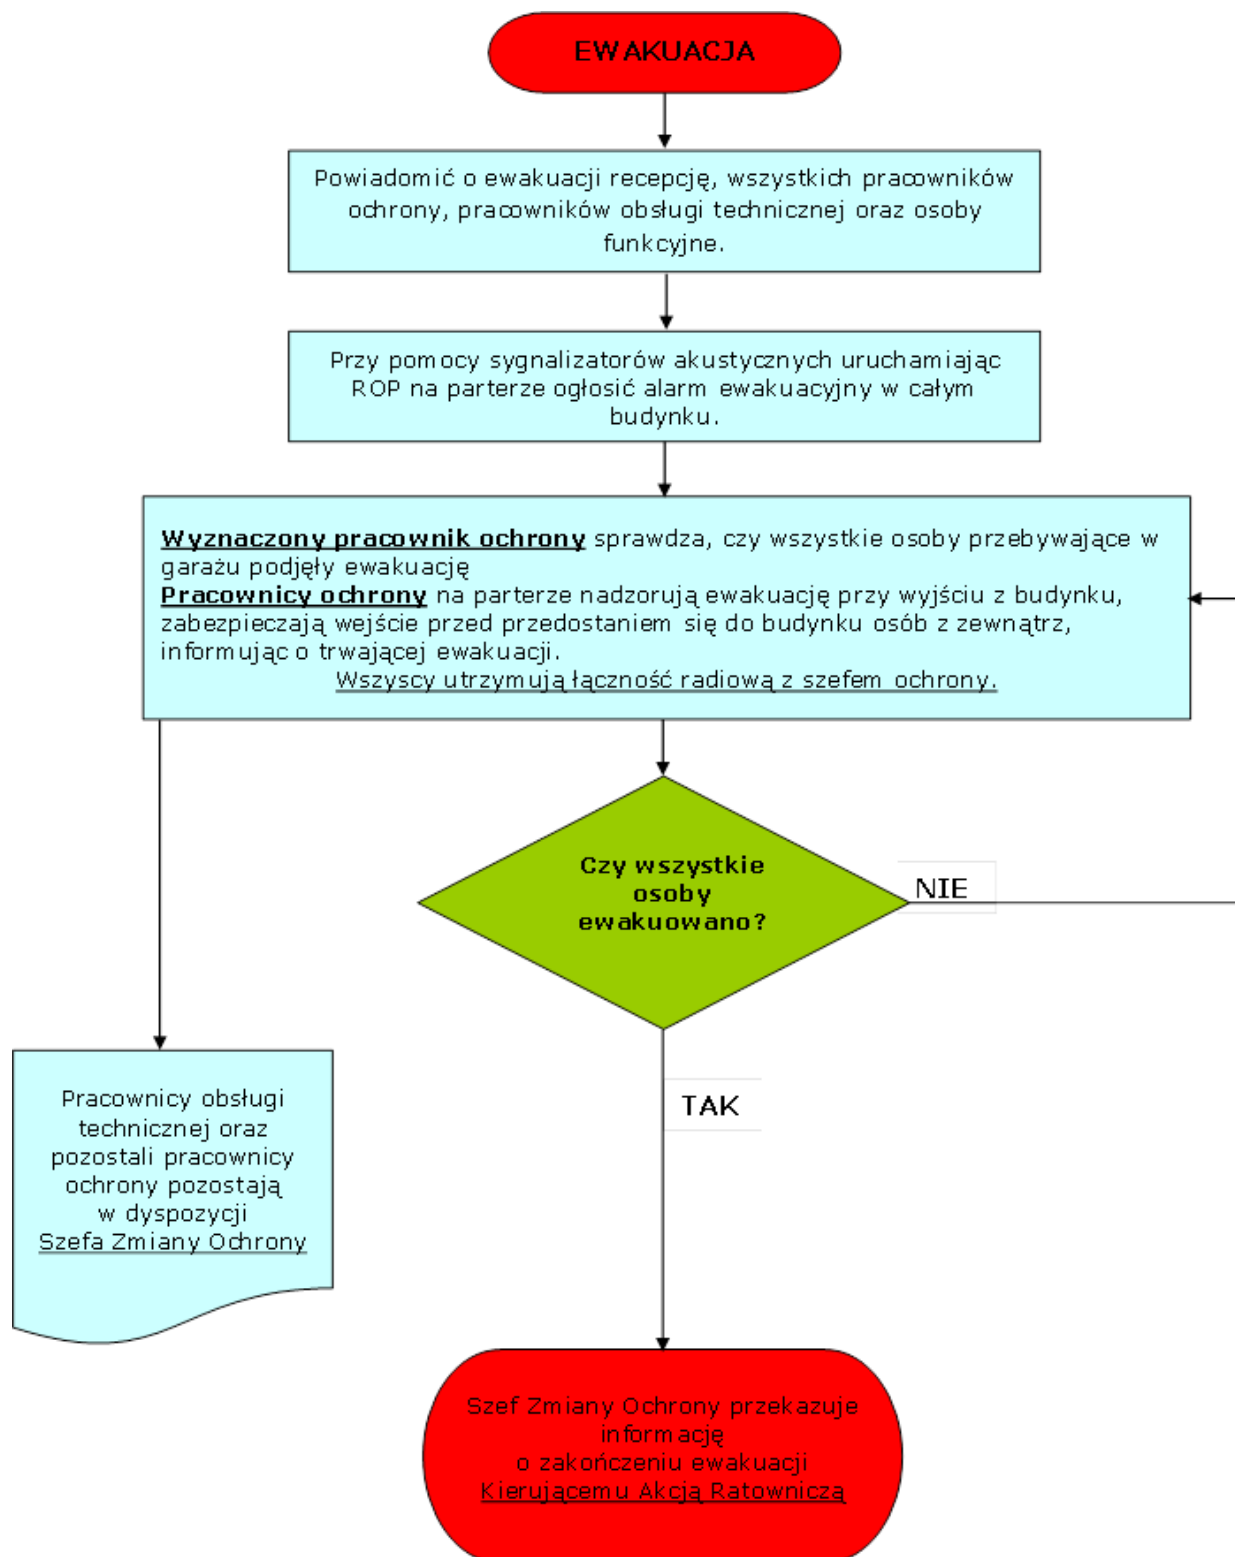 EWAKUACJA
Powiadomić o ewakuacji recepcję, wszystkich pracowników
ochrony, pracowników obsługi technicznej oraz osoby
funkcyjne.
Przy pomocy sygnalizatorów akustycznych uruchamiając
ROP na parterze ogłosić alarm ewakuacyjny w całym
budynku.
Wyznaczony pracownik ochrony sprawdza, czy wszystkie osoby przebywające w
garażu podjęły ewakuację
Pracownicy ochrony na parterze nadzorują ewakuację przy wyjściu z budynku,
zabezpieczają wejście przed przedostaniem się do budynku osób z zewnątrz,
informując o trwającej ewakuacji.
Wszyscy utrzymują łączność radiową z szefem ochrony.
Czy wszystkie
osoby
ewakuowano?
NIE
TAK
Pracownicy obsługi
technicznej oraz
pozostali pracownicy
ochrony pozostają
w dyspozycji
Szefa Zmiany Ochrony
Szef Zmiany Ochrony przekazuje
informację
o zakończeniu ewakuacji
Kierującemu Akcją Ratowniczą